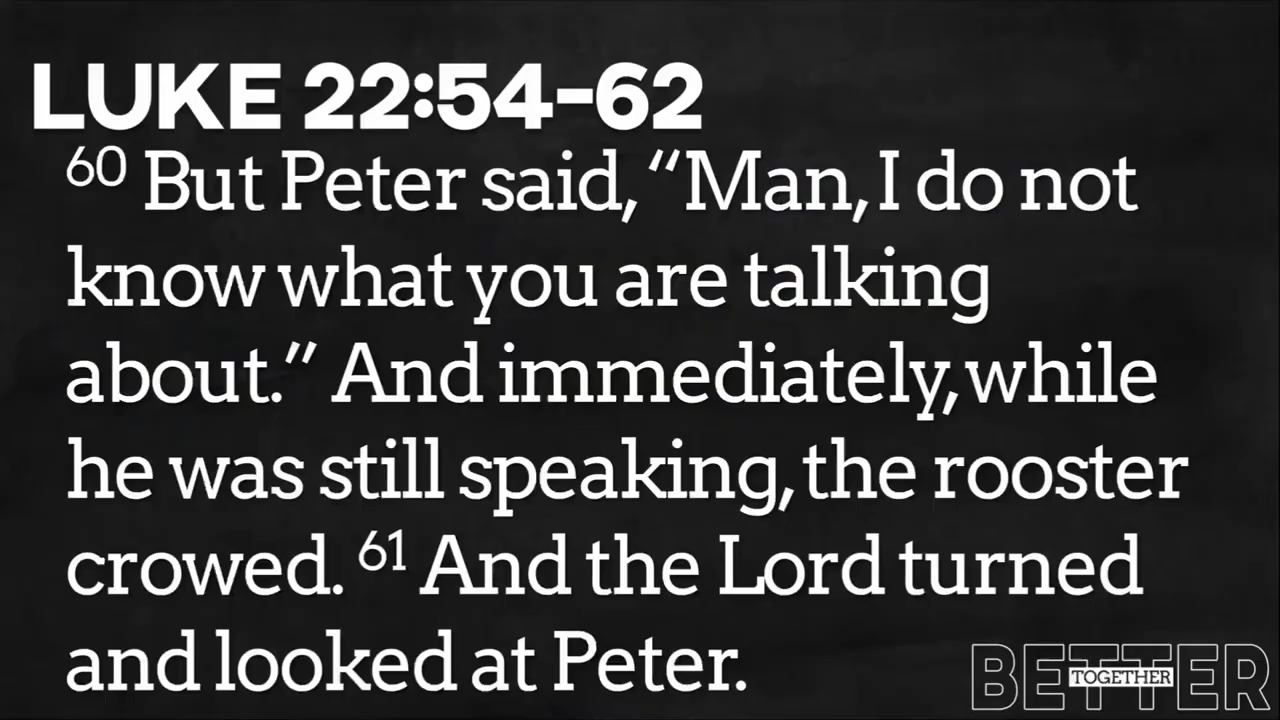 LUKE 22:54-62
60 But Peter said, “Man, I do not
know what you are talking
about.” And immediately, while
he was still speaking, the rooster
crowed. 61 And the Lord turned
and looked at Peter.
BETTER
TOGETHER